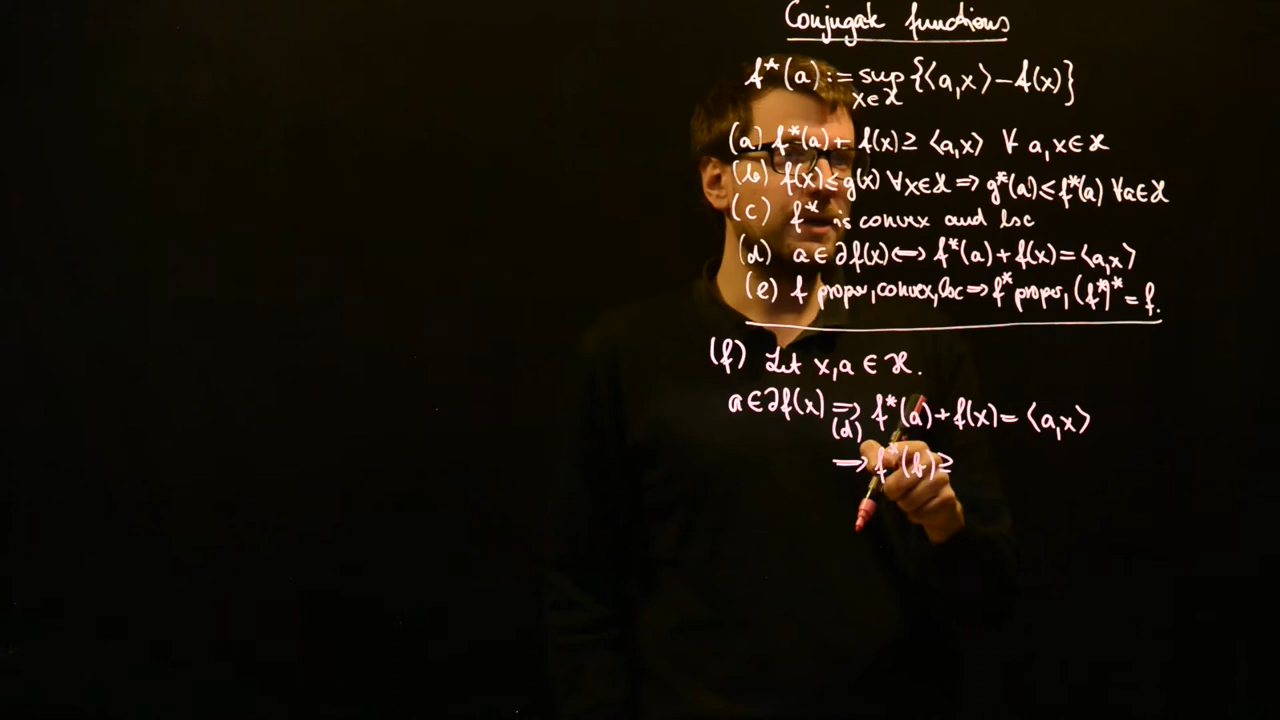 Conjugate functions
f*(a) := sup {⟨a,x⟩ − f(x)}
x∈𝓗
(a) f*(a) + f(x) ≥ ⟨a,x⟩ ∀ a,x∈𝓗
(b) f(x) ≤ g(x) ∀x∈𝓗 ⟹ g*(a) ≤ f*(a) ∀a∈𝓗
(c) f* is convex and lsc
(d) a∈∂f(x) ⟺ f*(a) + f(x) = ⟨a,x⟩
(e) f proper, convex, lsc ⟹ f* proper, (f*)* = f.
(f) Let x,a ∈ 𝓗.
a∈∂f(x) ⟹ f*(a) + f(x) = ⟨a,x⟩
(d)
⟹ f*(b) ≥